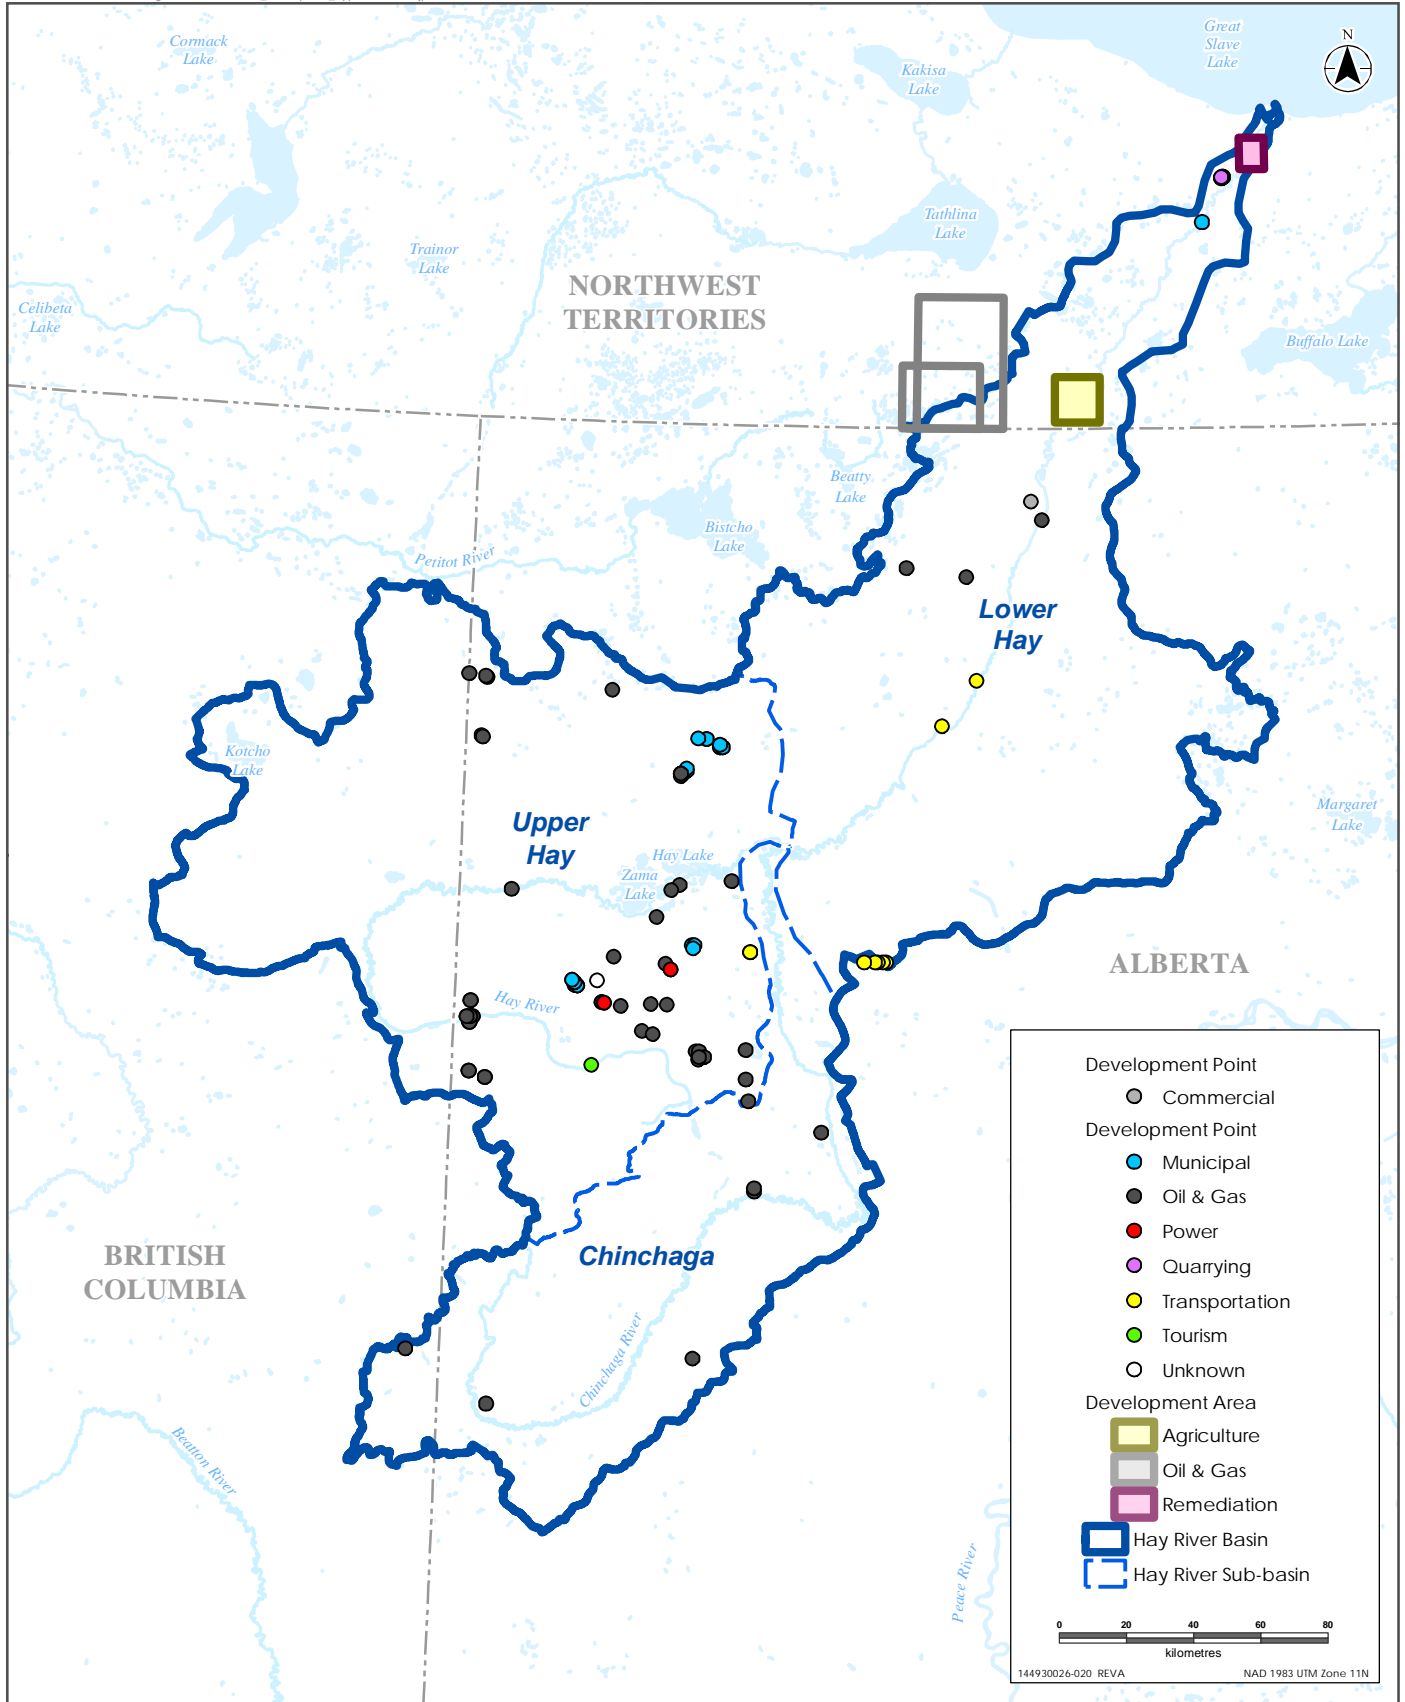 Cormack
Lake
Great
Slave
Lake
N
Kakisa
Lake
Tathlina
Lake
Trainor
Lake
NORTHWEST
TERRITORIES
Celibeta
Lake
Buffalo Lake
Beatty
Lake
Bistcho
Lake
Petitot River
Lower
Hay
Kotcho
Lake
Margaret
Lake
Upper
Hay
Hay Lake
Zama
Lake
ALBERTA
Hay River
BRITISH
COLUMBIA
Chinchaga
Chinchaga River
Beatton River
Peace River
Development Point
Commercial
Development Point
Municipal
Oil & Gas
Power
Quarrying
Transportation
Tourism
Unknown
Development Area
Agriculture
Oil & Gas
Remediation
Hay River Basin
Hay River Sub-basin
0 20 40 60 80
kilometres
144930026-020 REVA NAD 1983 UTM Zone 11N